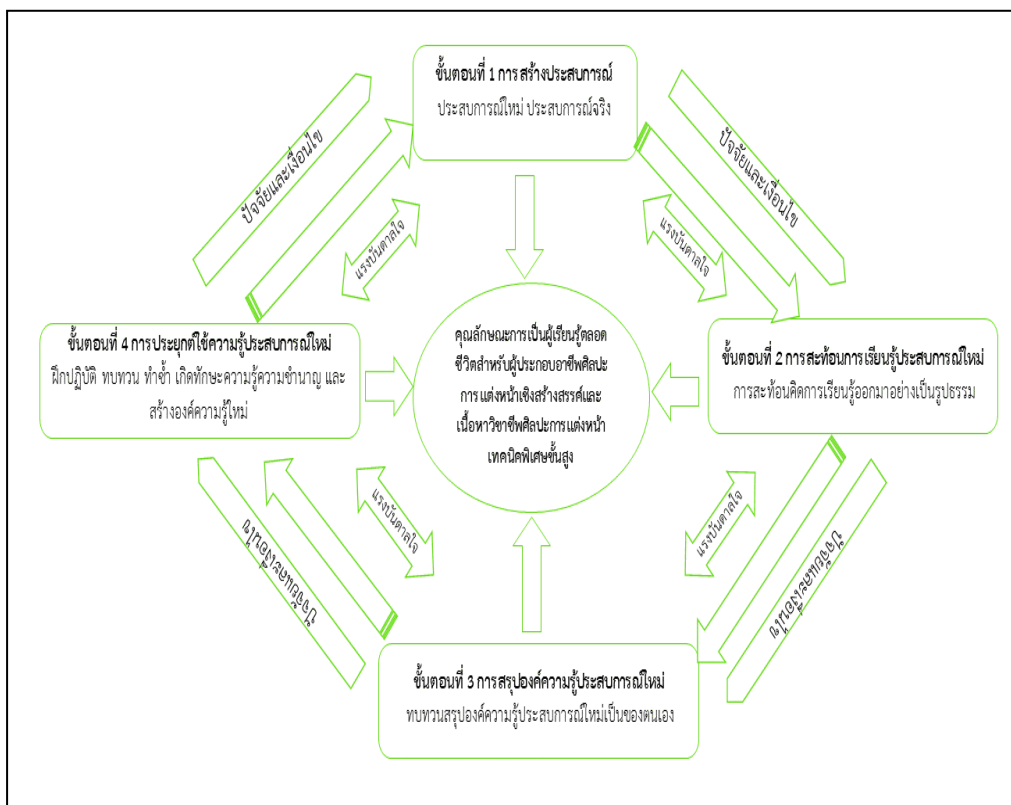 ขั้นตอนที่ 1 การสร้างประสบการณ์
ประสบการณ์ใหม่ ประสบการณ์จริง
ปัจจัยและเงื่อนไข
ปัจจัยและเงื่อนไข
แรงบันดาลใจ
แรงบันดาลใจ
ขั้นตอนที่ 4 การประยุกต์ใช้ความรู้ประสบการณ์ใหม่
ฝึกปฏิบัติ ทบทวน ทำซ้ำ เกิดทักษะความรู้ความชำนาญ และ
สร้างองค์ความรู้ใหม่
คุณลักษณะการเป็นผู้เรียนรู้ตลอด
ชีวิตสำหรับผู้ประกอบอาชีพศิลปะ
การแต่งหน้าเชิงสร้างสรรค์และ
เนื้อหาวิชาชีพศิลปะการแต่งหน้า
เทคนิคพิเศษขั้นสูง
ขั้นตอนที่ 2 การสะท้อนการเรียนรู้ประสบการณ์ใหม่
การสะท้อนคิดการเรียนรู้ออกมาอย่างเป็นรูปธรรม
แรงบันดาลใจ
แรงบันดาลใจ
ปัจจัยและเงื่อนไข
ปัจจัยและเงื่อนไข
ขั้นตอนที่ 3 การสรุปองค์ความรู้ประสบการณ์ใหม่
ทบทวนสรุปองค์ความรู้ประสบการณ์ใหม่เป็นของตนเอง